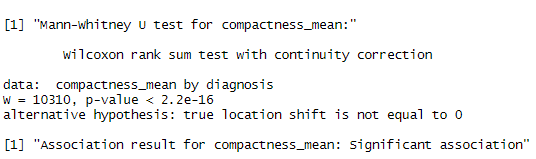 [1] "Mann-Whitney U test for compactness_mean:"
Wilcoxon rank sum test with continuity correction
data:  compactness_mean by diagnosis
W = 10310, p-value < 2.2e-16
alternative hypothesis: true location shift is not equal to 0
[1] "Association result for compactness_mean: Significant association"